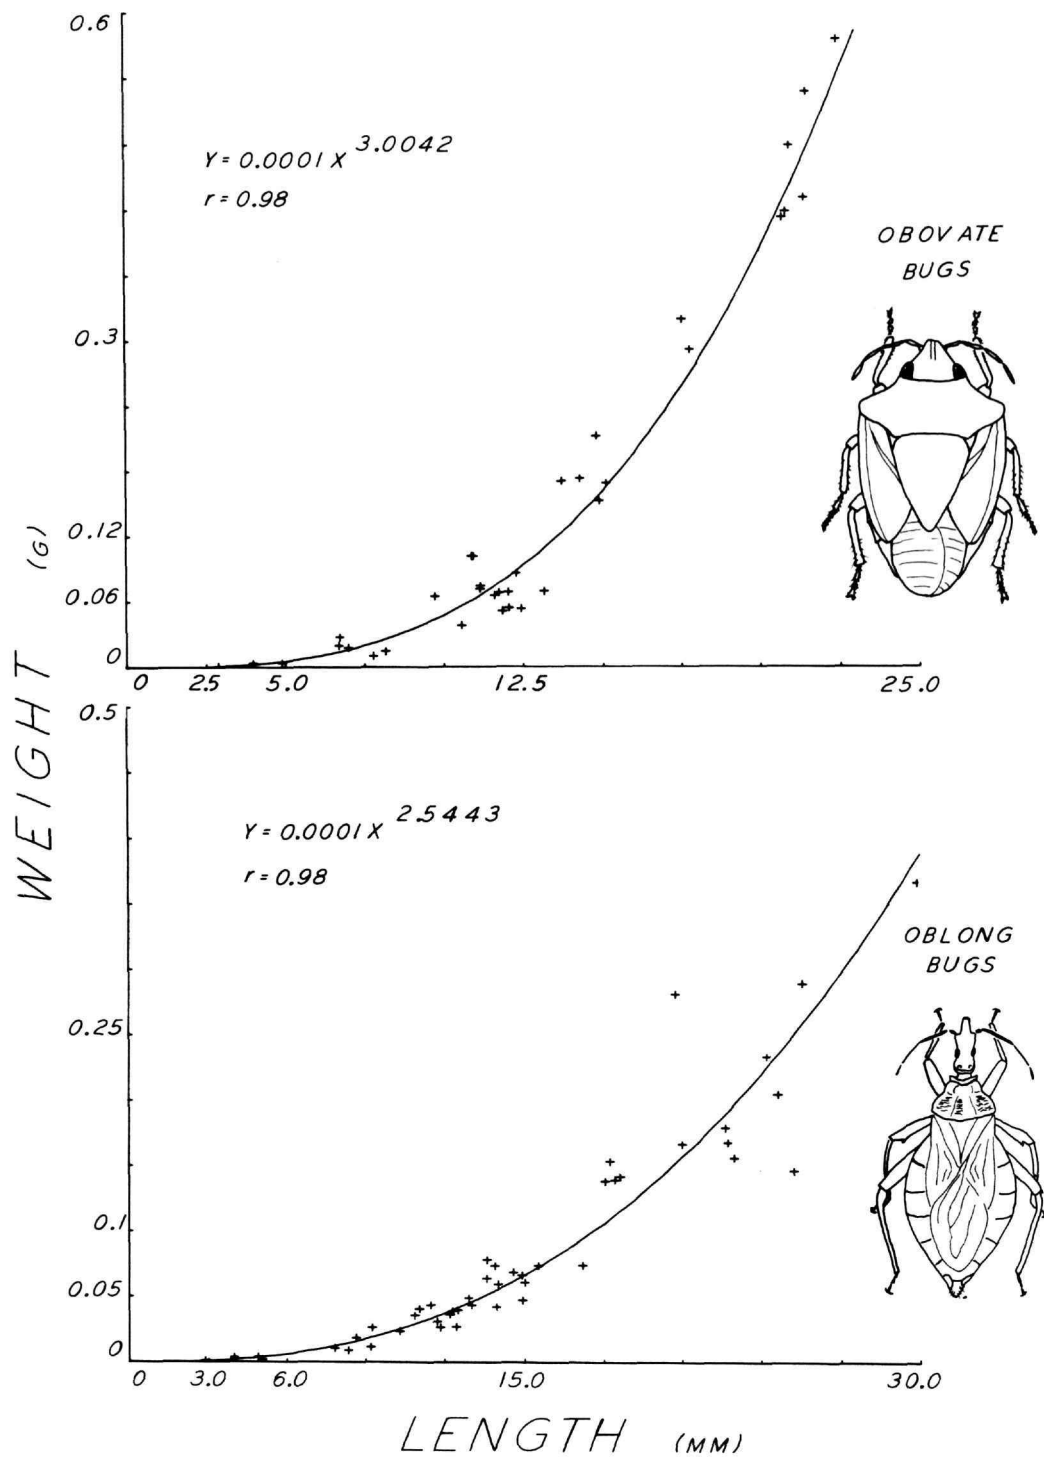 0.6
Y = 0.0001 X 3.0042
r = 0.98
OBOVATE
BUGS
0.3
0.12
0.06
0
0 2.5 5.0 12.5 25.0
WEIGHT (G)
0.5
Y = 0.0001 X 2.5443
r = 0.98
OBLONG
BUGS
0.25
0.1
0.05
0
0 3.0 6.0 15.0 30.0
LENGTH (MM)